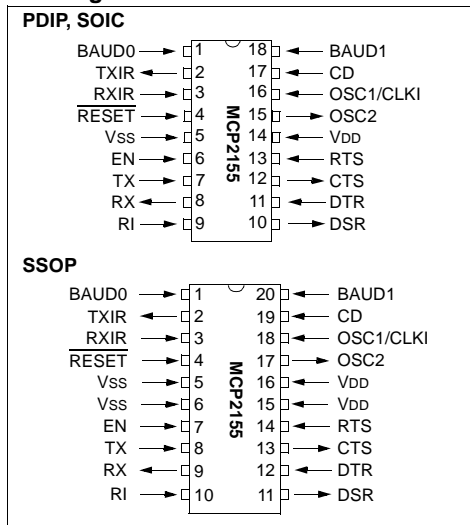 PDIP, SOIC
BAUD0 1 18 BAUD1
TXIR 2 17 CD
RXIR 3 16 OSC1/CLKI
RESET 4 15 OSC2
VSS 5 14 VDD
EN 6 13 RTS
TX 7 12 CTS
RX 8 11 DTR
RI 9 10 DSR
MCP2155
SSOP
BAUD0 1 20 BAUD1
TXIR 2 19 CD
RXIR 3 18 OSC1/CLKI
RESET 4 17 OSC2
VSS 5 16 VDD
VSS 6 15 VDD
EN 7 14 RTS
TX 8 13 CTS
RX 9 12 DTR
RI 10 11 DSR
MCP2155